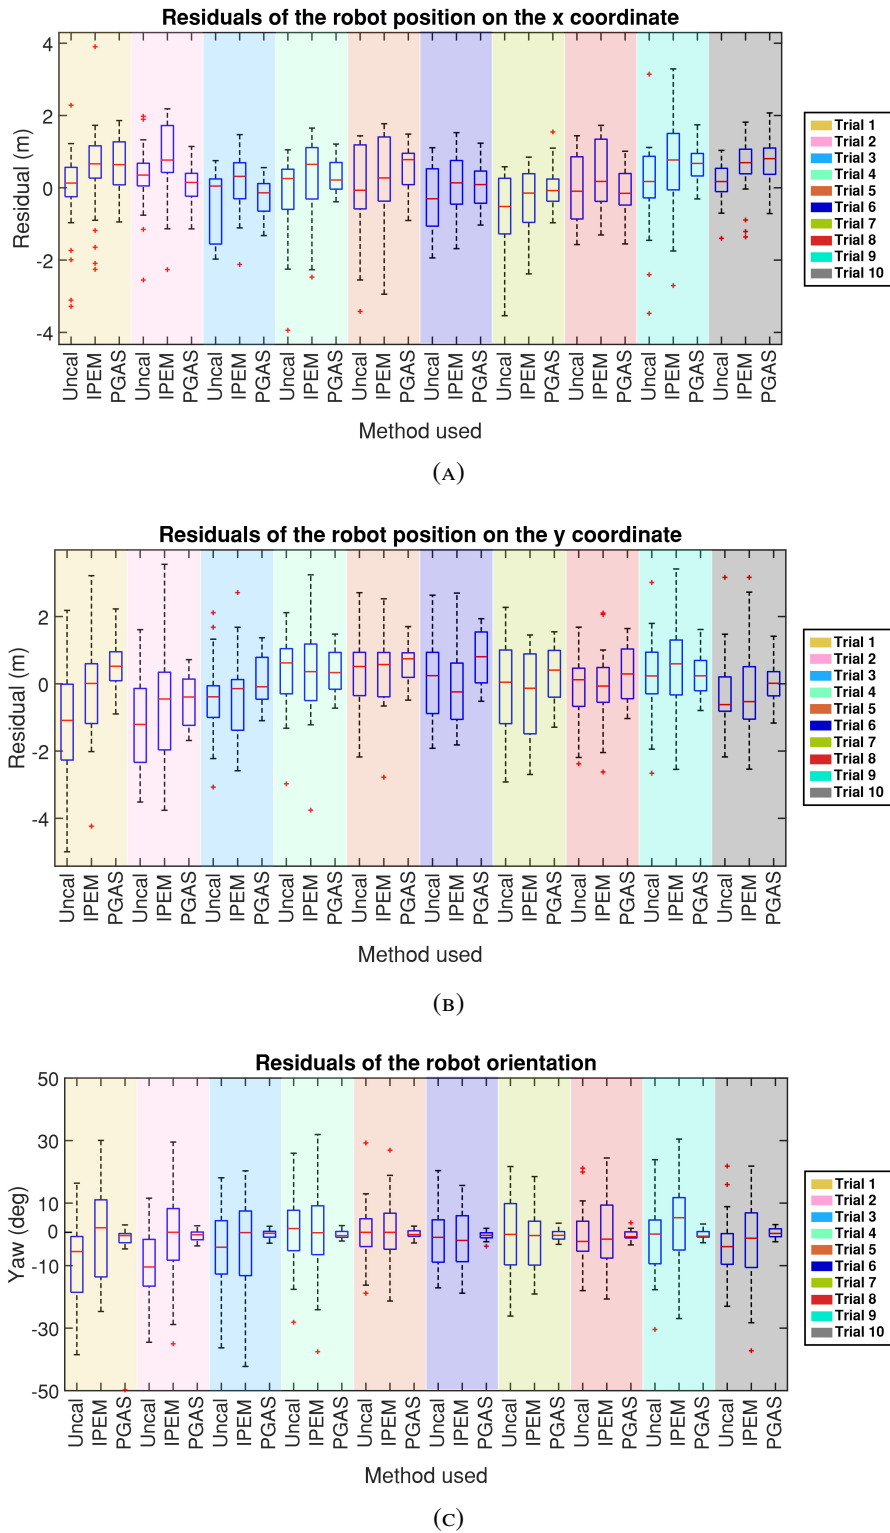 Residuals of the robot position on the x coordinate
4
2
0
-2
-4
Residual (m)
Uncal IPEM PGAS Uncal IPEM PGAS Uncal IPEM PGAS Uncal IPEM PGAS Uncal IPEM PGAS Uncal IPEM PGAS Uncal IPEM PGAS Uncal IPEM PGAS Uncal IPEM PGAS Uncal IPEM PGAS
Method used
Trial 1
Trial 2
Trial 3
Trial 4
Trial 5
Trial 6
Trial 7
Trial 8
Trial 9
Trial 10
(A)
Residuals of the robot position on the y coordinate
2
0
-2
-4
Residual (m)
Uncal IPEM PGAS Uncal IPEM PGAS Uncal IPEM PGAS Uncal IPEM PGAS Uncal IPEM PGAS Uncal IPEM PGAS Uncal IPEM PGAS Uncal IPEM PGAS Uncal IPEM PGAS Uncal IPEM PGAS
Method used
Trial 1
Trial 2
Trial 3
Trial 4
Trial 5
Trial 6
Trial 7
Trial 8
Trial 9
Trial 10
(B)
Residuals of the robot orientation
50
30
10
0
-10
-30
-50
Yaw (deg)
Uncal IPEM PGAS Uncal IPEM PGAS Uncal IPEM PGAS Uncal IPEM PGAS Uncal IPEM PGAS Uncal IPEM PGAS Uncal IPEM PGAS Uncal IPEM PGAS Uncal IPEM PGAS Uncal IPEM PGAS
Method used
Trial 1
Trial 2
Trial 3
Trial 4
Trial 5
Trial 6
Trial 7
Trial 8
Trial 9
Trial 10
(C)